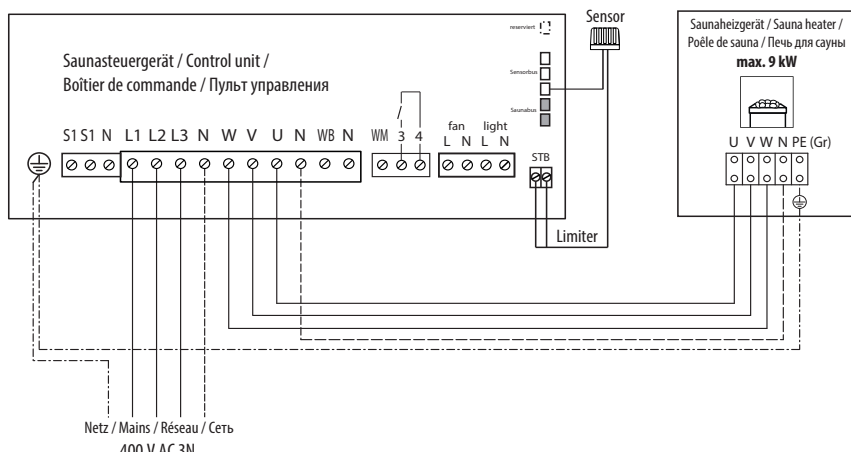 reserviert
Sensor
Saunasteuergerät / Control unit /
Boîtier de commande / Пульт управления
Sensorbus
Saunabus
S1 S1 N L1 L2 L3 N W V U N WB N
WM 3 4
fan light
L N L N
STB
Limiter
Saunaheizgerät / Sauna heater /
Poêle de sauna / Печь для сауны
max. 9 kW
U V W N PE (Gr)
Netz / Mains / Réseau / Сеть
400 V AC 3N